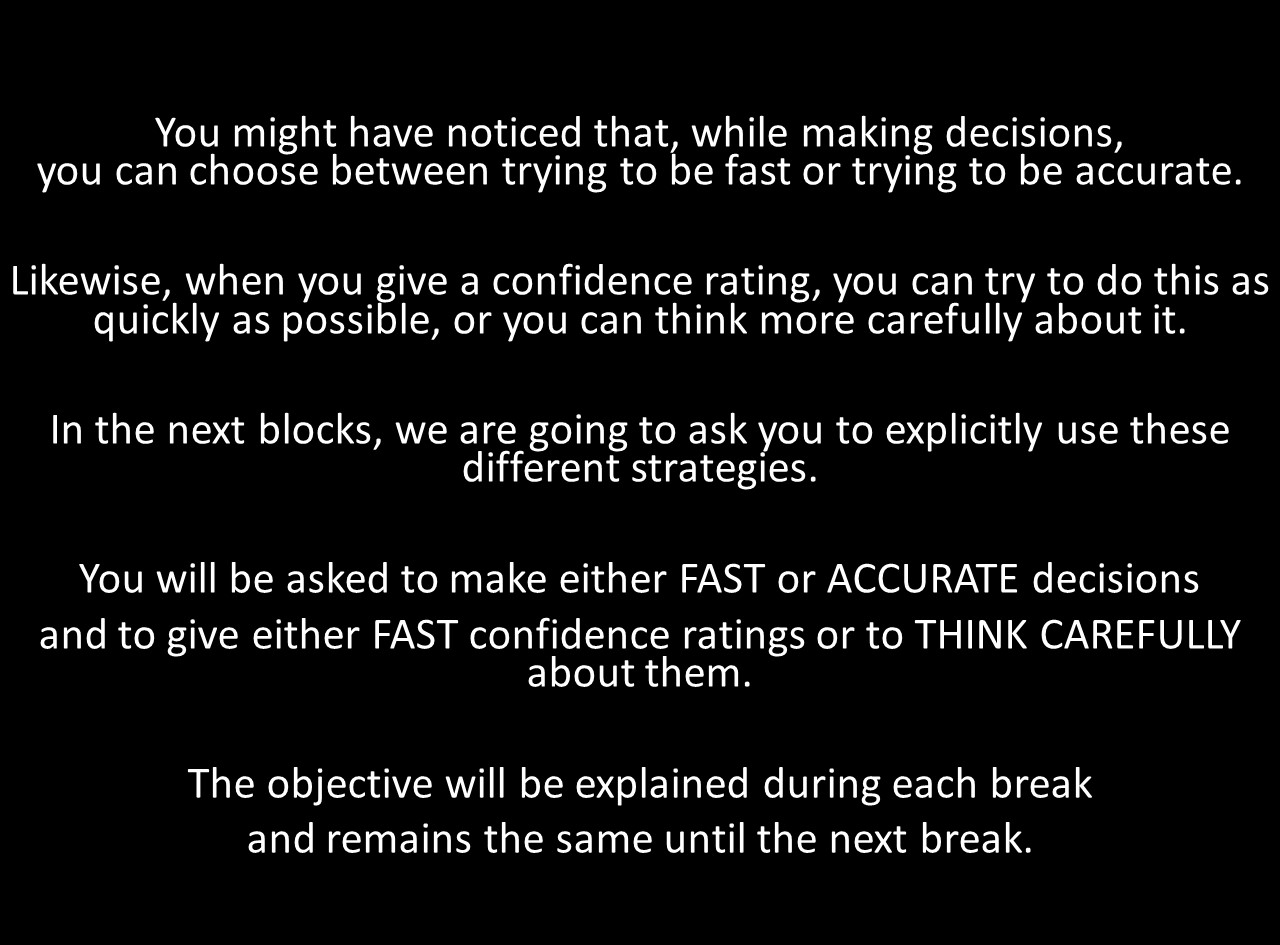 You might have noticed that, while making decisions,
you can choose between trying to be fast or trying to be accurate.
Likewise, when you give a confidence rating, you can try to do this as
quickly as possible, or you can think more carefully about it.
In the next blocks, we are going to ask you to explicitly use these
different strategies.
You will be asked to make either FAST or ACCURATE decisions
and to give either FAST confidence ratings or to THINK CAREFULLY
about them.
The objective will be explained during each break
and remains the same until the next break.